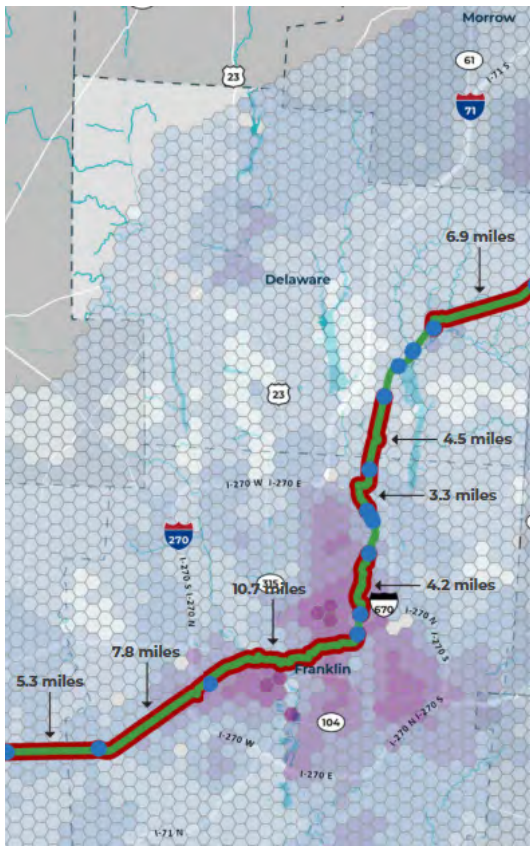 Morrow
61
I-71 S
23
71
6.9 miles
Delaware
23
4.5 miles
I-270 W I-270 E
3.3 miles
270
315
10.7 miles
4.2 miles
670
I-270 N
I-270 S
I-270 S I-270 N
7.8 miles
Franklin
5.3 miles
104
I-270 N I-270 S
I-270 W
I-270 E
I-71 N